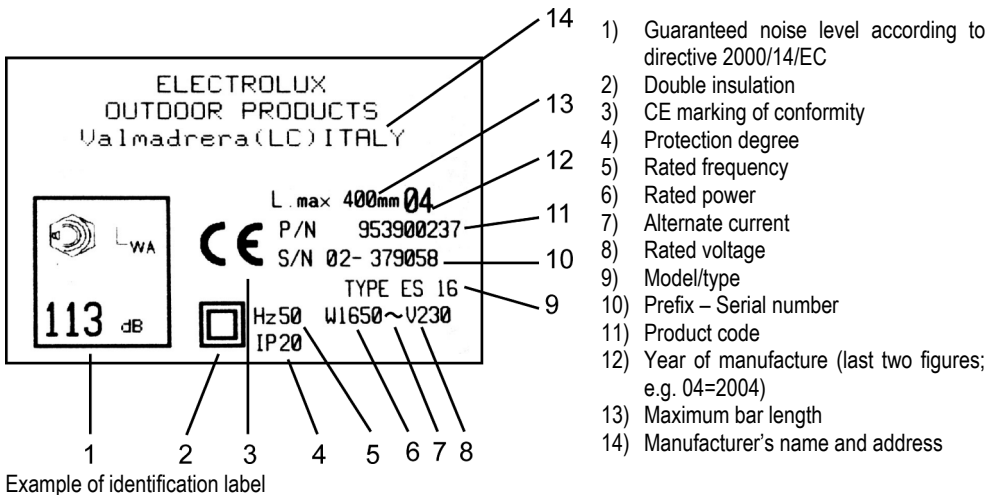 14
ELECTROLUX
OUTDOOR PRODUCTS
Valmadrera(LC)ITALY
13
12
L.max 400mm 04
11
P/N 953900237
S/N 02-379058
10
TYPE ES 16
9
LWA
CE
113 dB
Hz50 W1650~V230
IP20
1 2 3 4 5 6 7 8
Example of identification label
1) Guaranteed noise level according to
directive 2000/14/EC
2) Double insulation
3) CE marking of conformity
4) Protection degree
5) Rated frequency
6) Rated power
7) Alternate current
8) Rated voltage
9) Model/type
10) Prefix – Serial number
11) Product code
12) Year of manufacture (last two figures;
e.g. 04=2004)
13) Maximum bar length
14) Manufacturer’s name and address